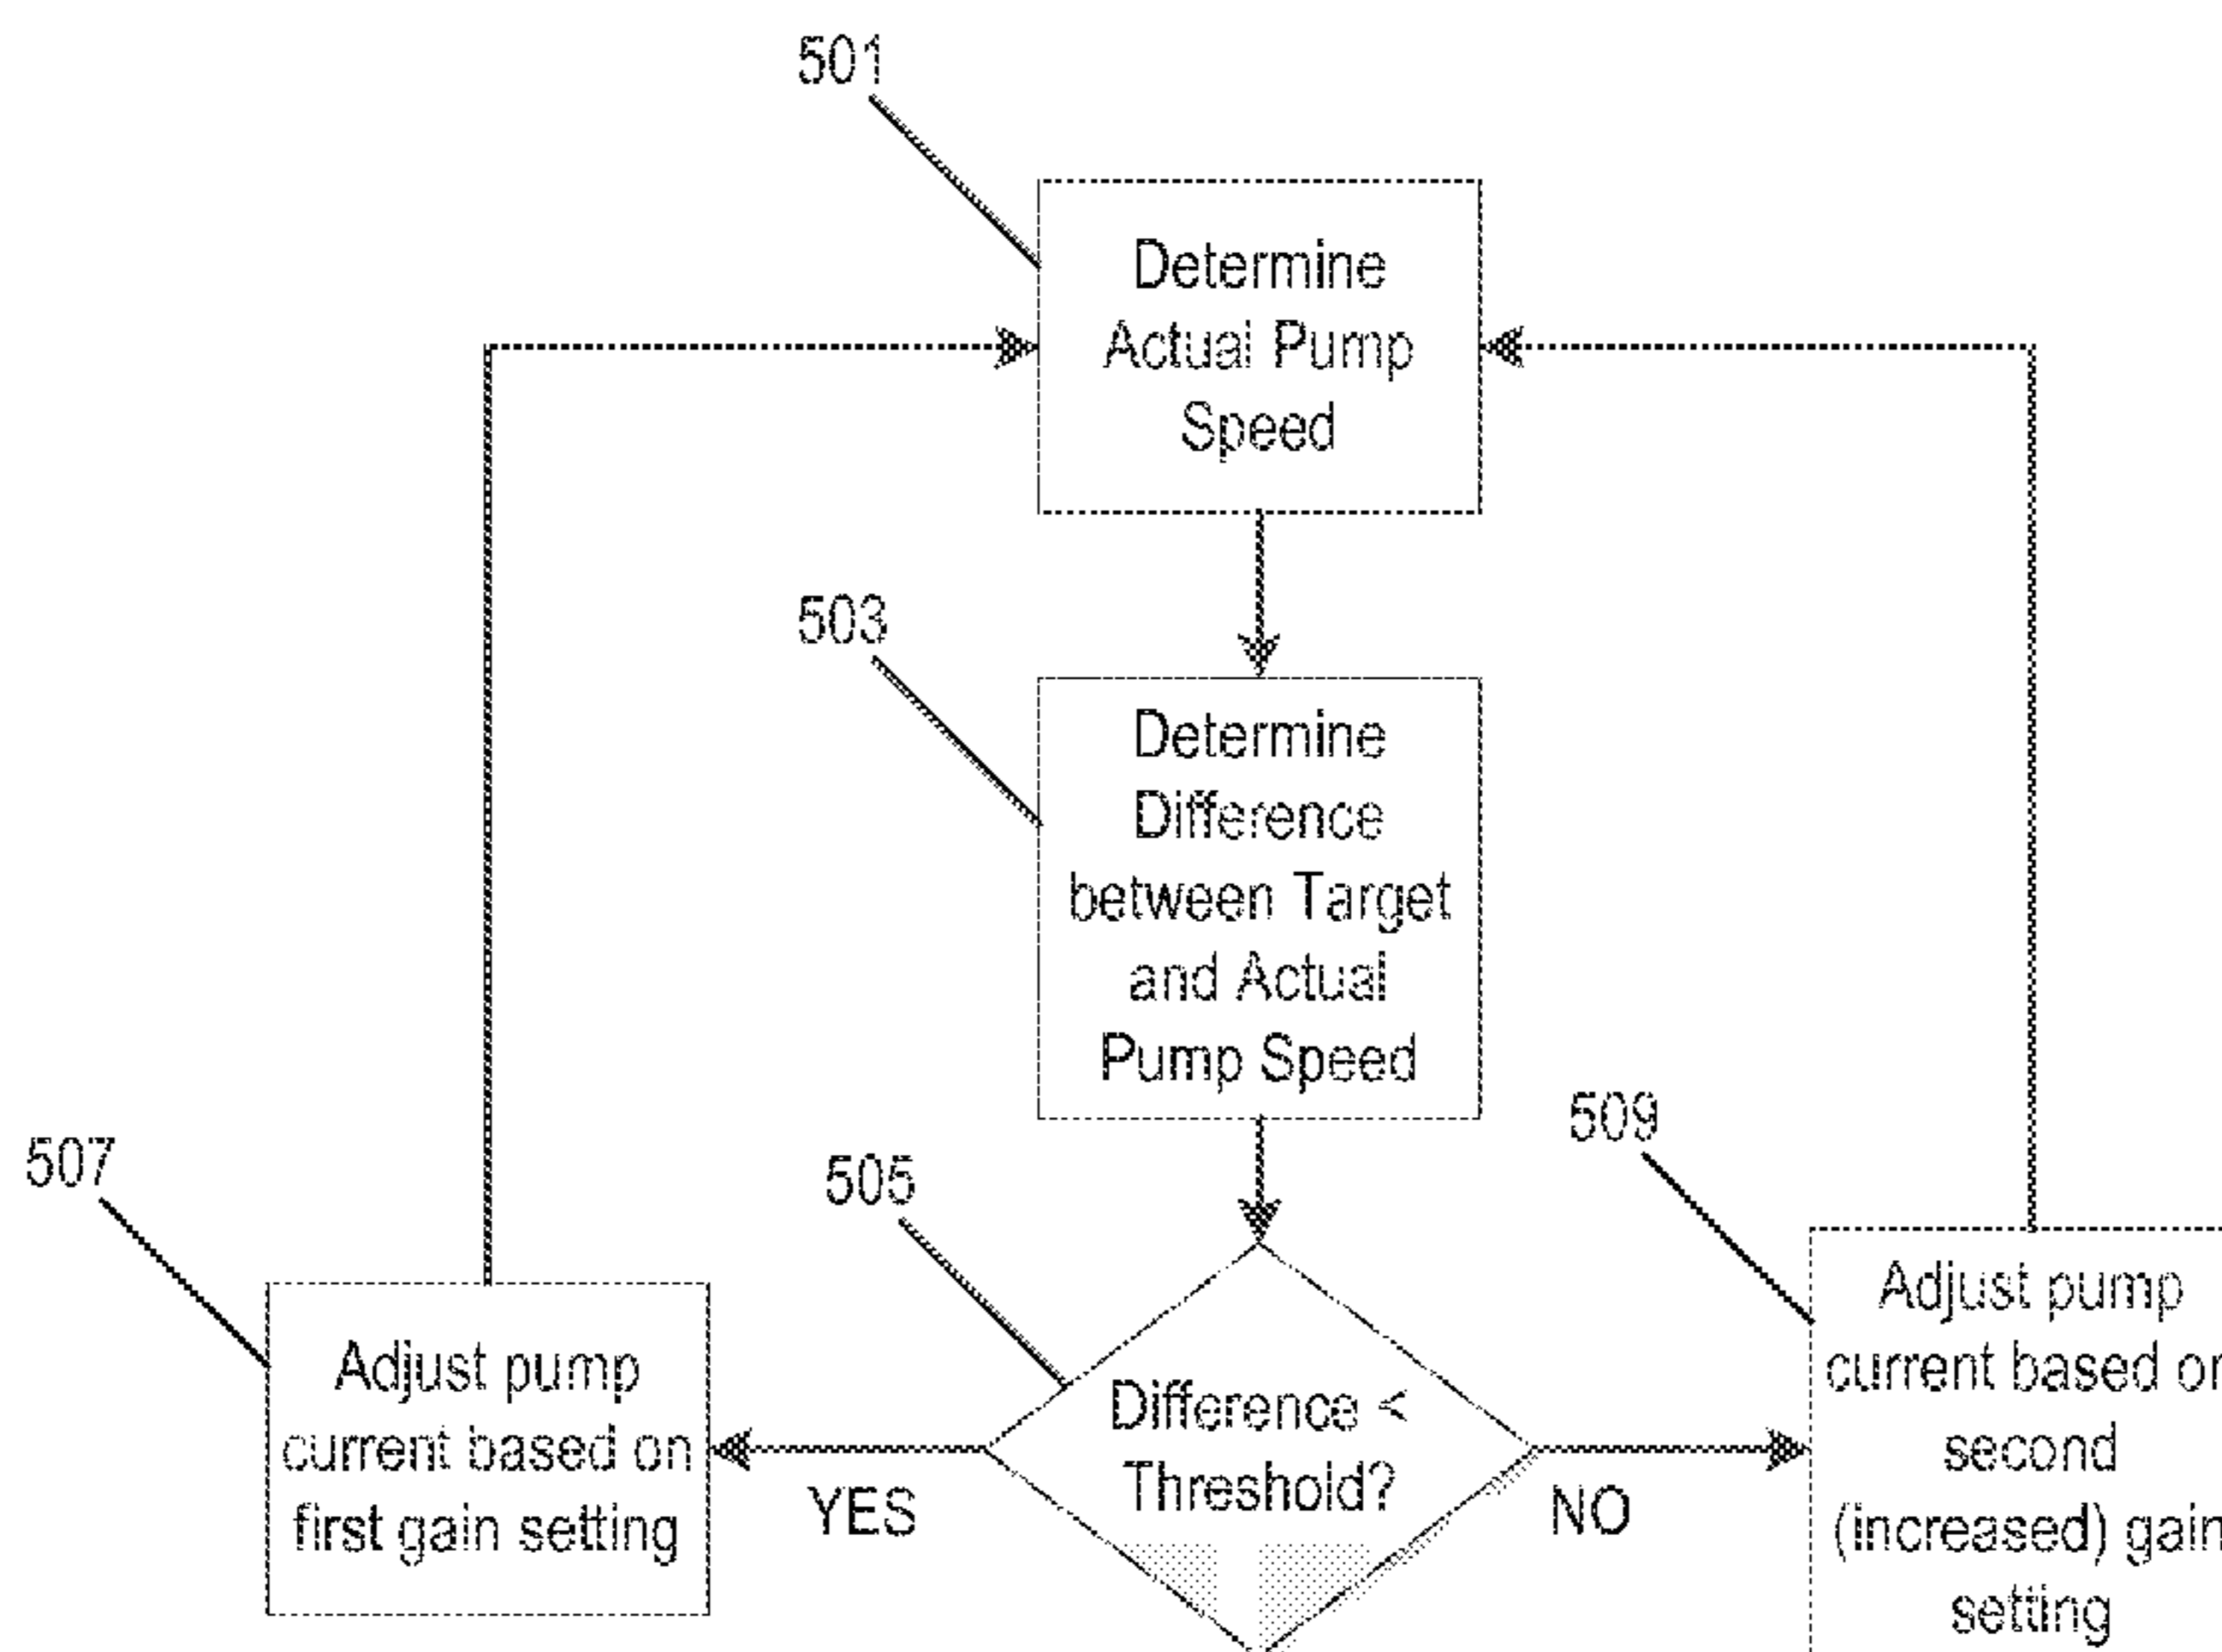 501
Determine
Actual Pump
Speed
503
Determine
Difference
between Target
and Actual
Pump Speed
507
505
509
Adjust pump
current based on
first gain setting
YES
Difference <
Threshold?
NO
Adjust pump
current based on
second
(increased) gain
setting